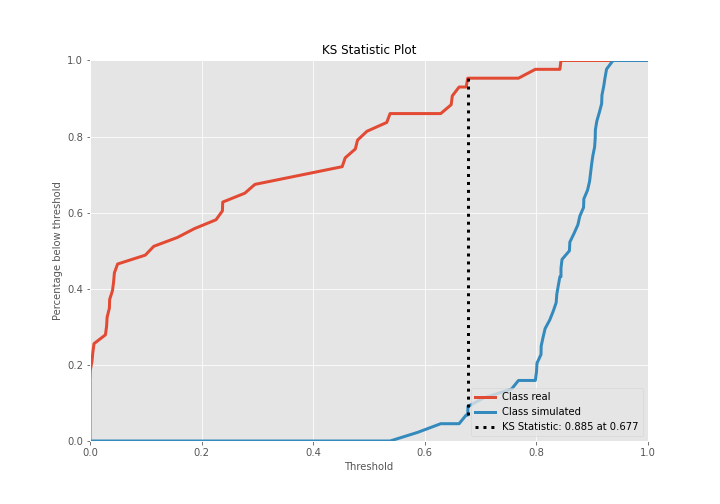 KS Statistic Plot
1.0
0.8
0.6
0.4
0.2
0.0
Percentage below threshold
0.0 0.2 0.4 0.6 0.8 1.0
Threshold
Class real
Class simulated
KS Statistic: 0.885 at 0.677